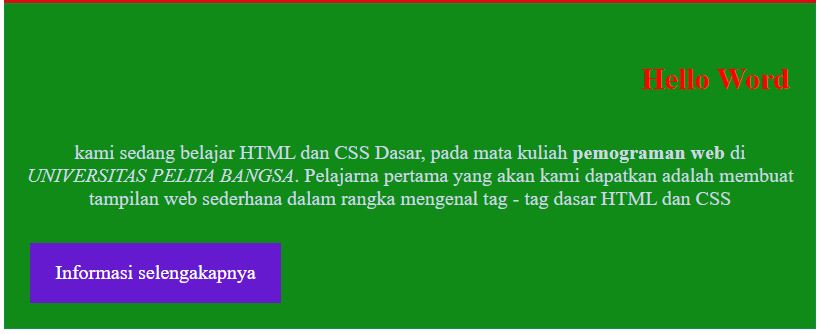 Hello Word
kami sedang belajar HTML dan CSS Dasar, pada mata kuliah pemograman web di
UNIVERSITAS PELITA BANGSA. Pelajarna pertama yang akan kami dapatkan adalah membuat
tampilan web sederhana dalam rangka mengenal tag - tag dasar HTML dan CSS
Informasi selengakapnya